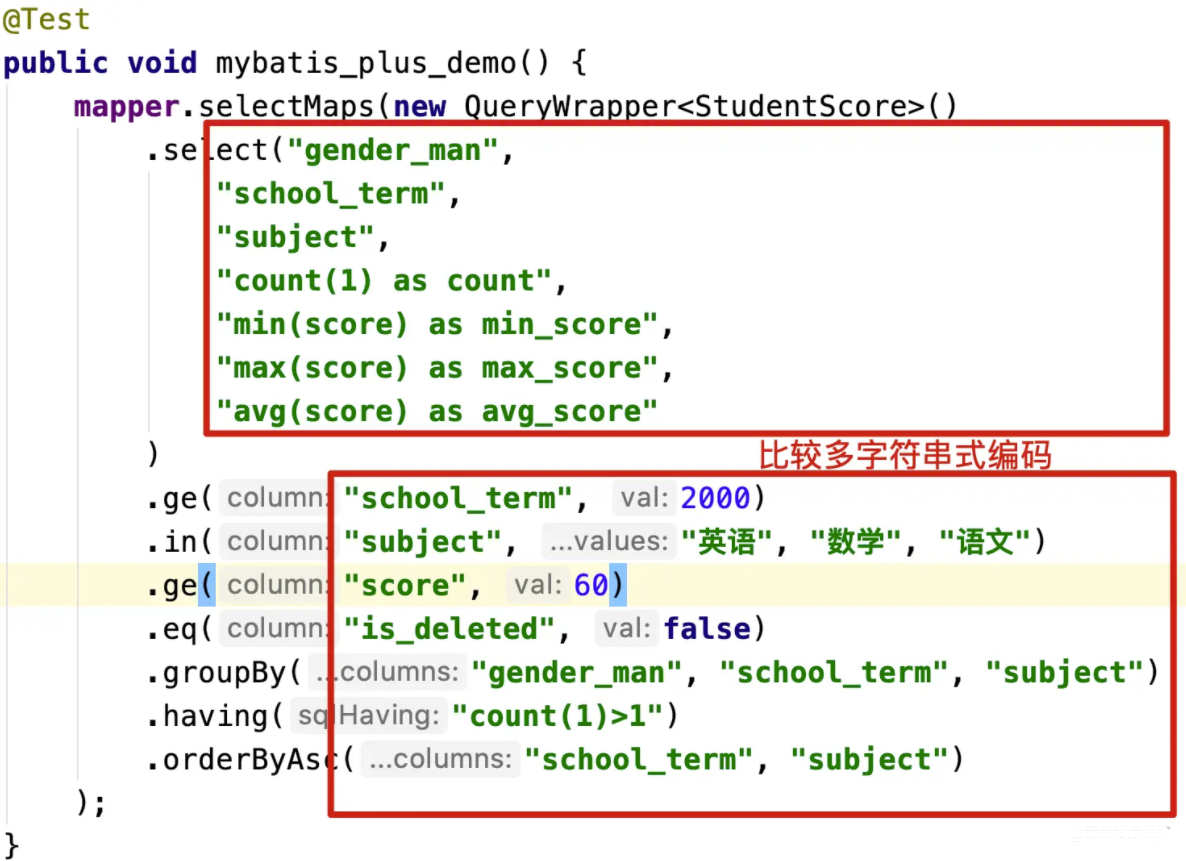 @Test
public void mybatis_plus_demo() {
mapper.selectMaps(new QueryWrapper<StudentScore>()
.select("gender_man",
"school_term",
"subject",
"count(1) as count",
"min(score) as min_score",
"max(score) as max_score",
"avg(score) as avg_score"
)
比较多字符串式编码
.ge( column: "school_term", val: 2000)
.in( column: "subject", ...values: "英语", "数学", "语文")
.ge( column: "score", val: 60)
.eq( column: "is_deleted", val: false)
.groupBy( ...columns: "gender_man", "school_term", "subject")
.having( sqlHaving: "count(1)>1")
.orderByAsc( ...columns: "school_term", "subject")
);
}